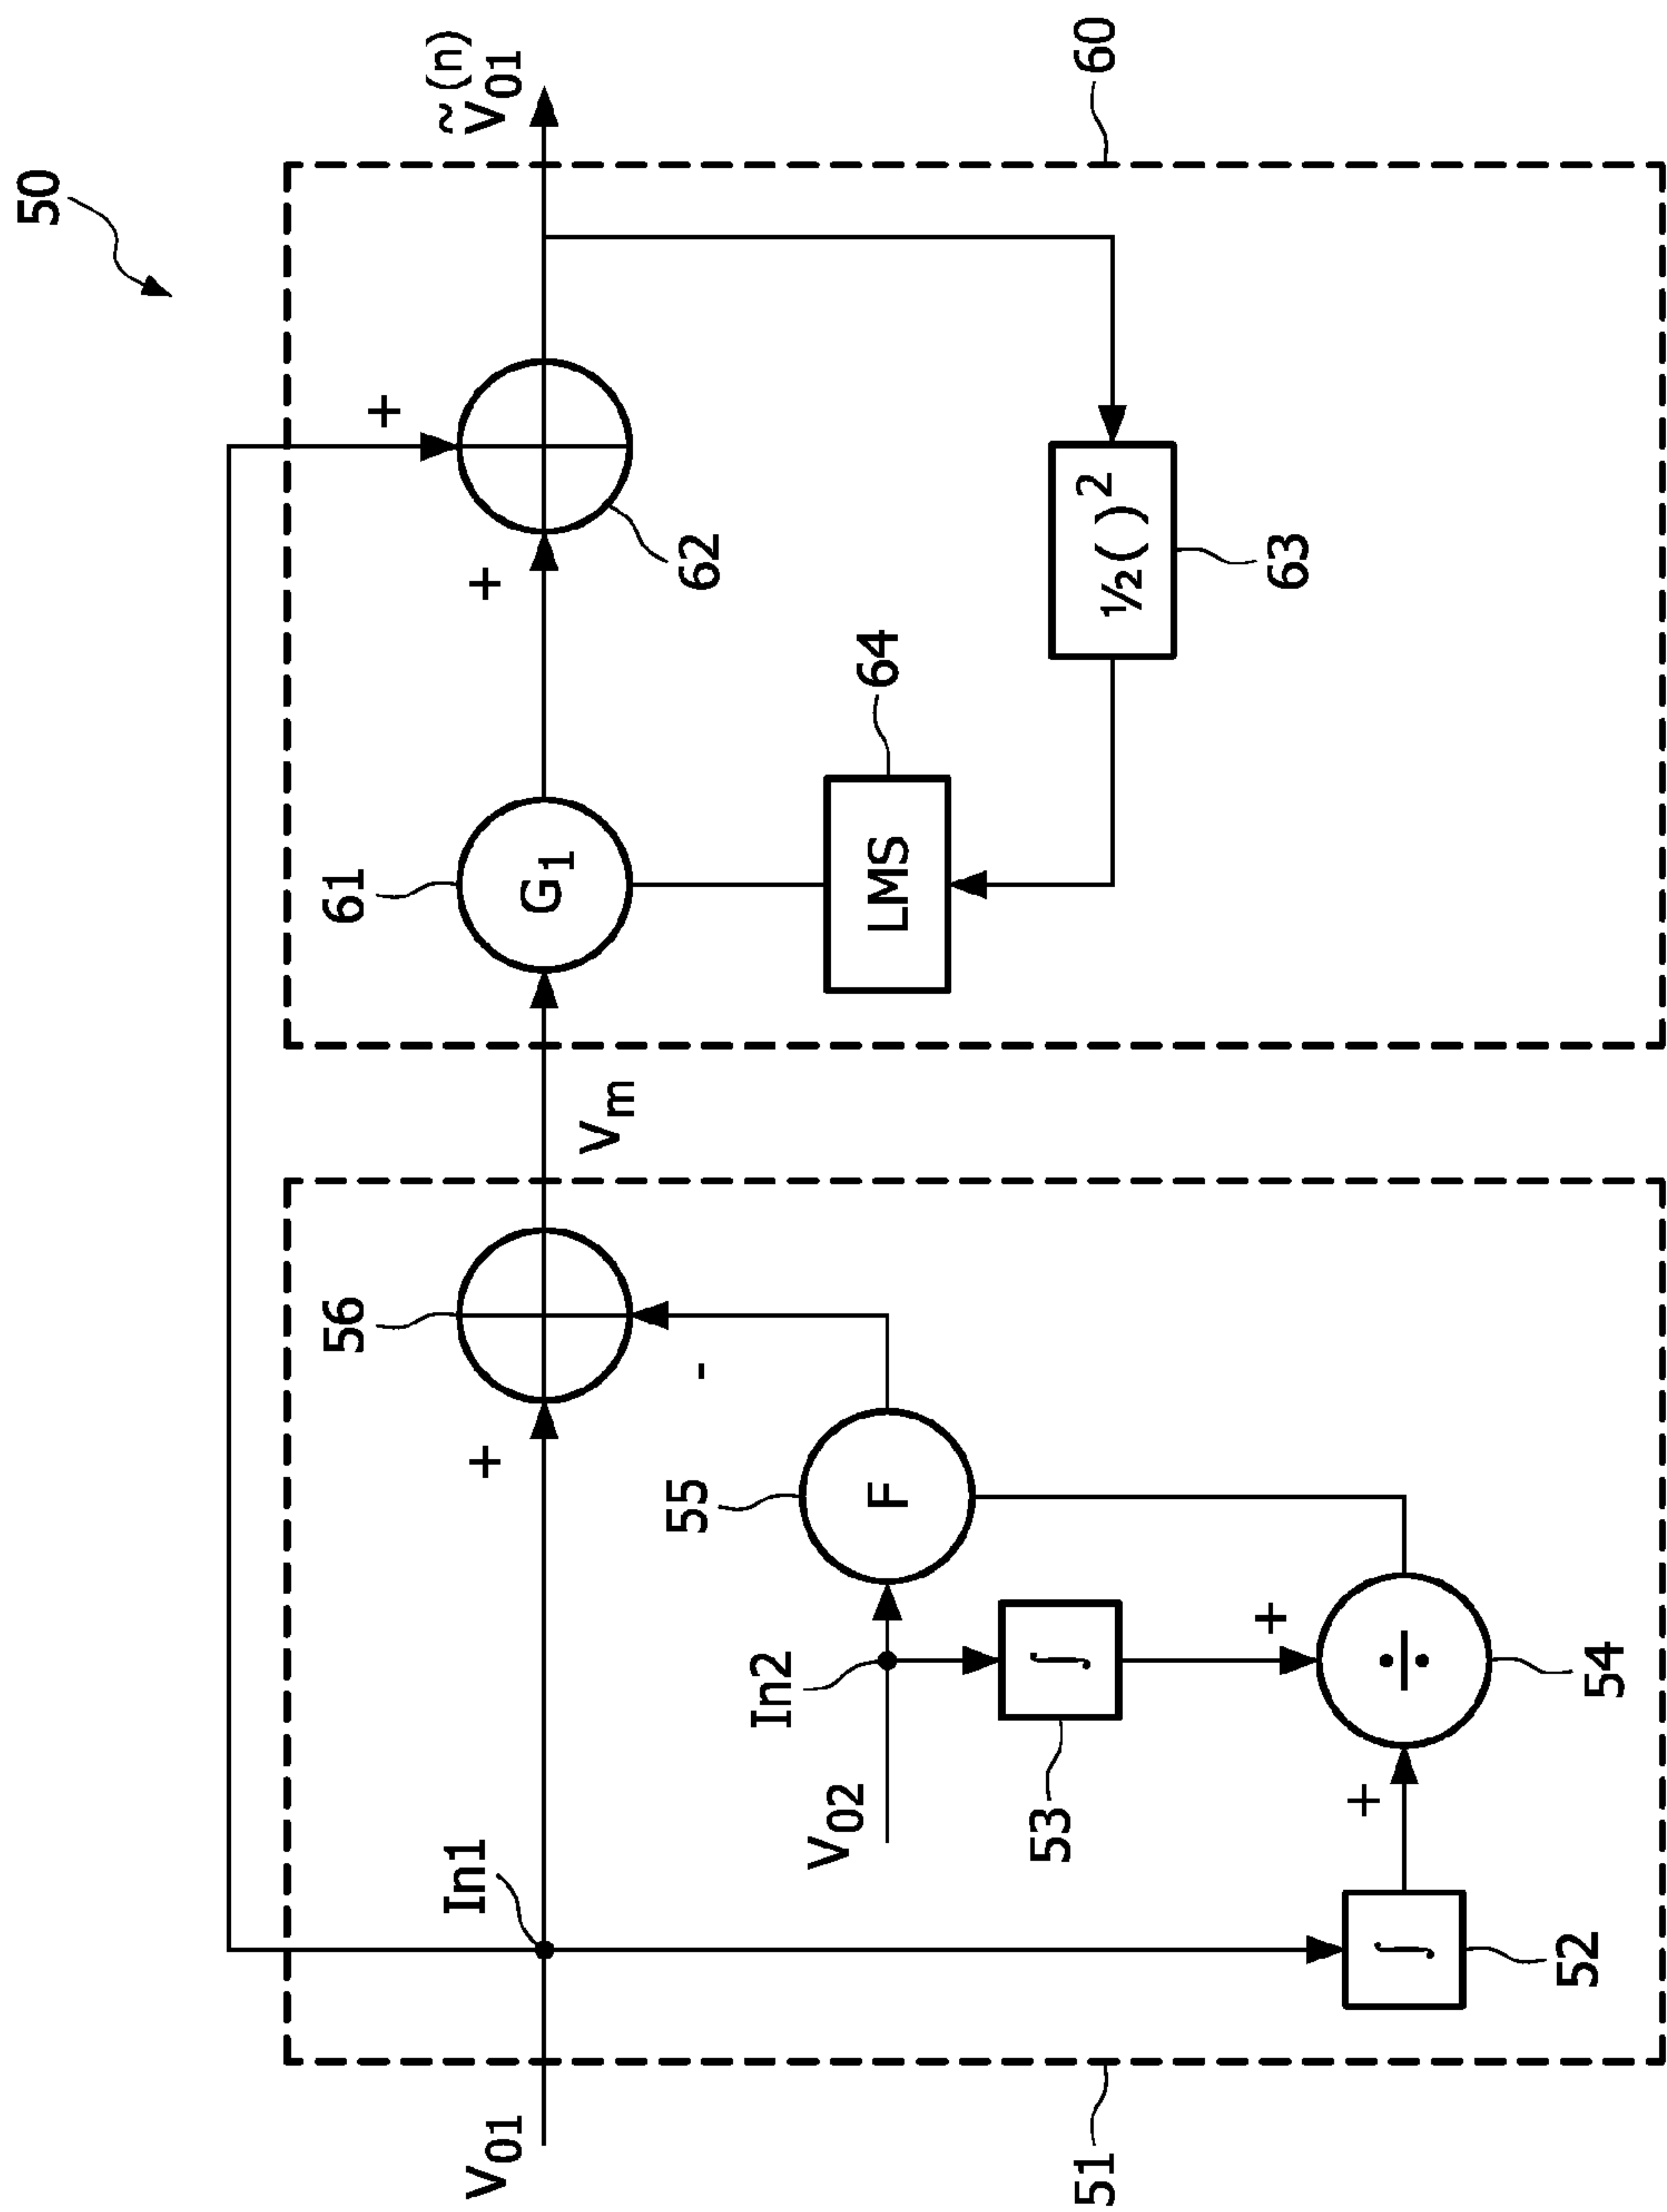 50
Ṽ01(n)
60
+
+
62
61
G1
64
LMS
½( )²
63
Vm
56
+
-
55
F
In1
In2
V01
V02
∫
53
+
÷
54
+
∫
52
51